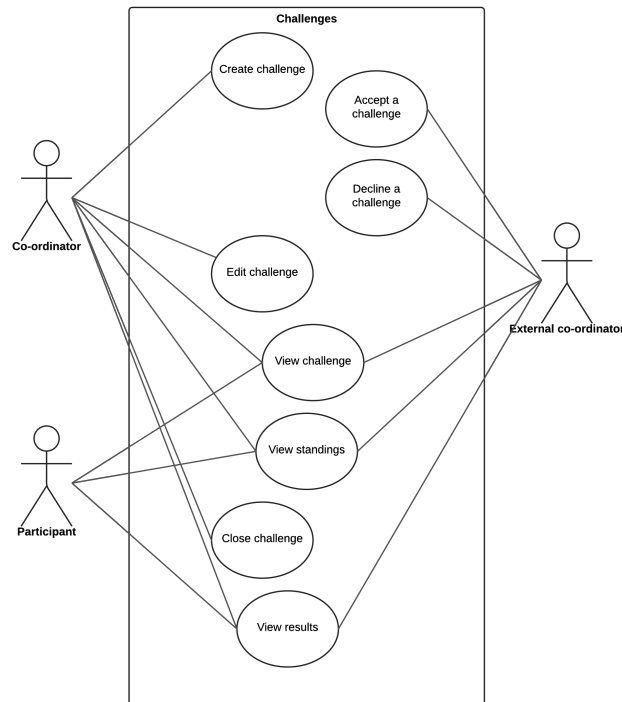 Challenges
Create challenge
Accept a
challenge
Decline a
challenge
Co-ordinator
Edit challenge
External co-ordinator
View challenge
View standings
Participant
Close challenge
View results